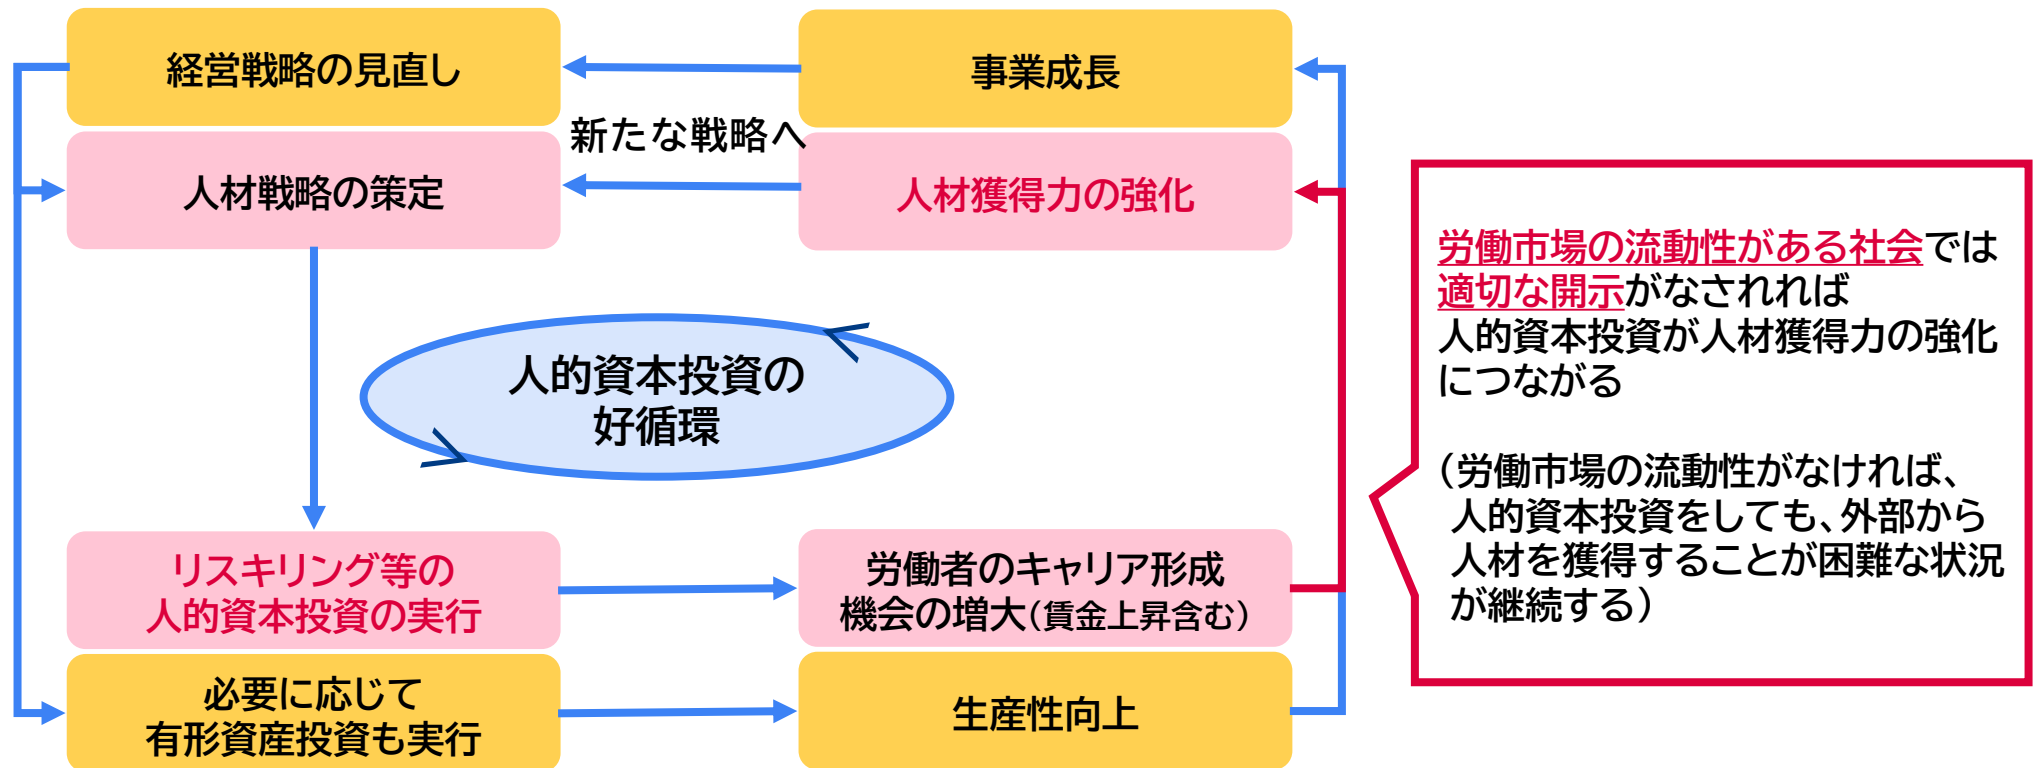 経営戦略の見直し
事業成長
新たな戦略へ
人材戦略の策定
人材獲得力の強化
人的資本投資の
好循環
リスキリング等の
人的資本投資の実行
労働者のキャリア形成
機会の増大（賃金上昇含む）
必要に応じて
有形資産投資も実行
生産性向上
労働市場の流動性がある社会では
適切な開示がなされれば
人的資本投資が人材獲得力の強化
につながる
（労働市場の流動性がなければ、
人的資本投資をしても、外部から
人材を獲得することが困難な状況
が継続する）